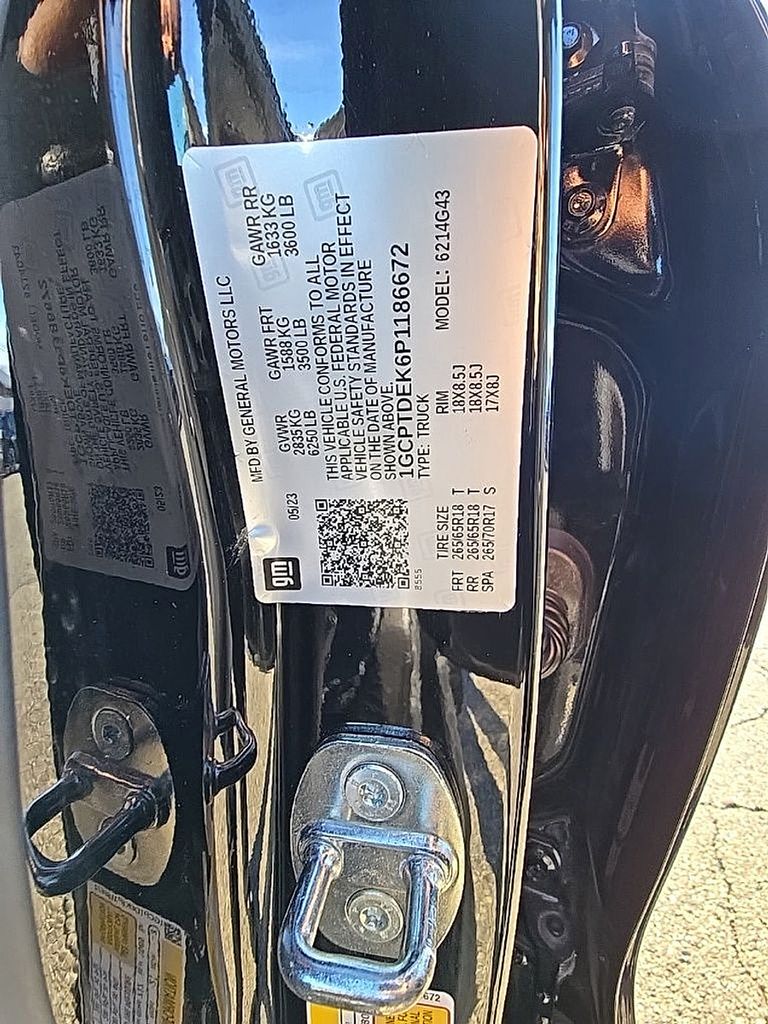 gm
MFD BY GENERAL MOTORS LLC
05/23
GVWR
2835 KG
6250 LB
GAWR FRT
1588 KG
3500 LB
GAWR RR
1633 KG
3600 LB
THIS VEHICLE CONFORMS TO ALL
APPLICABLE U.S. FEDERAL MOTOR
VEHICLE SAFETY STANDARDS IN EFFECT
ON THE DATE OF MANUFACTURE
SHOWN ABOVE.
1GCPTDEK6P1186672
TYPE: TRUCK
MODEL: 6214G43
8555
TIRE SIZE RIM
FRT 265/65R18 T 18X8.5J
RR 265/65R18 T 18X8.5J
SPA 265/70R17 S 17X8J
672